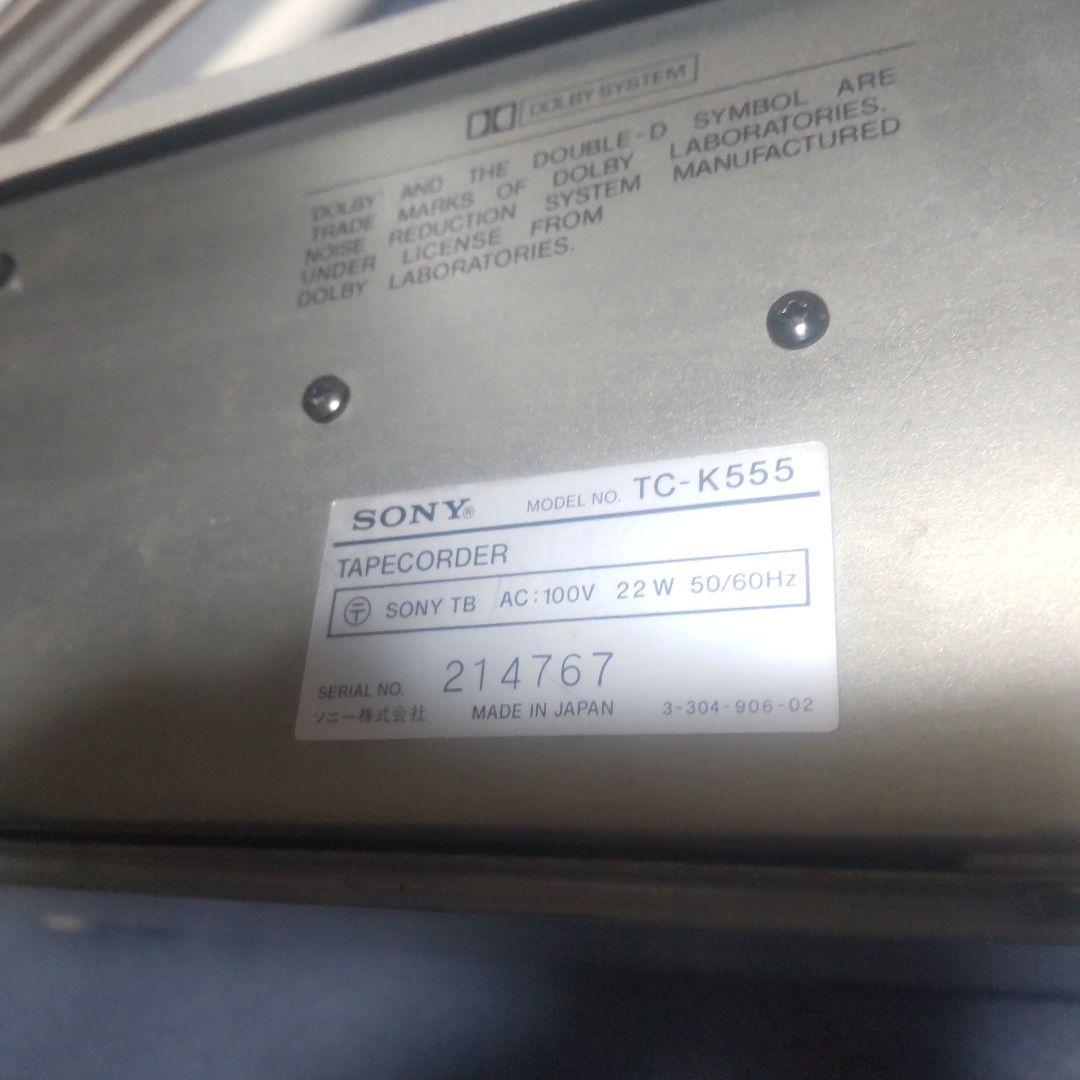 DOLBY SYSTEM
'DOLBY' AND THE DOUBLE-D SYMBOL ARE
TRADE MARKS OF DOLBY LABORATORIES.
NOISE REDUCTION SYSTEM MANUFACTURED
UNDER LICENSE FROM
DOLBY LABORATORIES.
SONY® MODEL NO. TC-K555
TAPECORDER
〒 SONY TB AC:100V 22W 50/60Hz
SERIAL NO. 214767
ソニー株式会社 MADE IN JAPAN 3-304-906-02